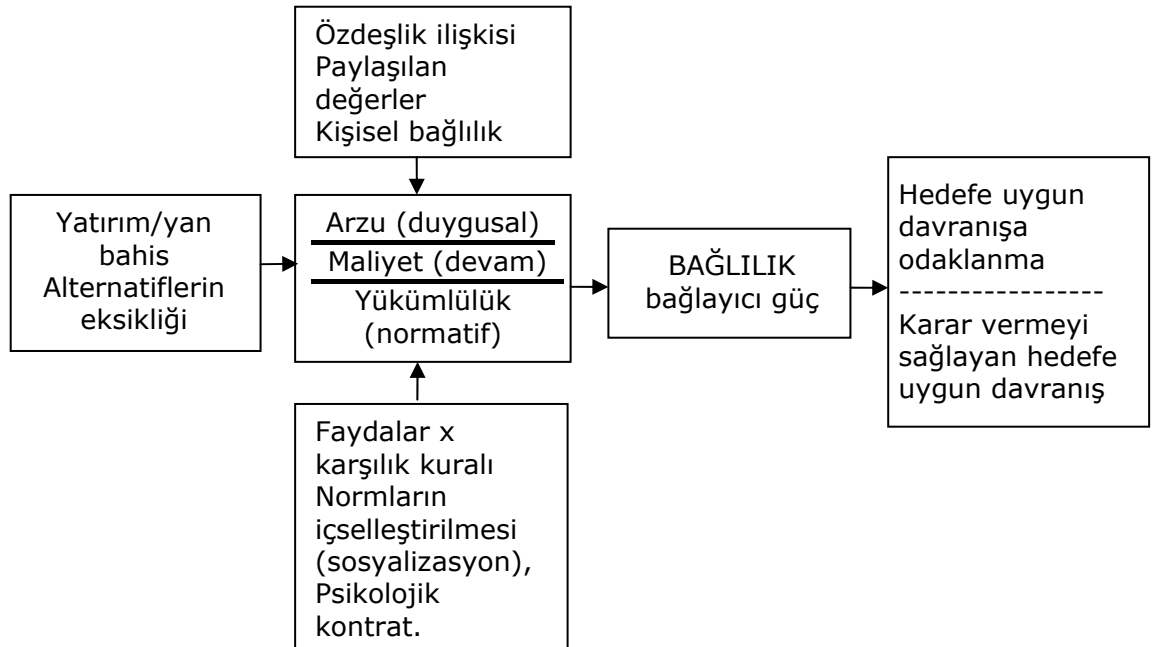 Özdeşlik ilişkisi
Paylaşılan
değerler
Kişisel bağlılık
Yatırım/yan
bahis
Alternatiflerin
eksikliği
Arzu (duygusal)
Maliyet (devam)
Yükümlülük
(normatif)
BAĞLILIK
bağlayıcı güç
Hedefe uygun
davranışa
odaklanma
-----------------
Karar vermeyi
sağlayan hedefe
uygun davranış
Faydalar x
karşılık kuralı
Normların
içselleştirilmesi
(sosyalizasyon),
Psikolojik
kontrat.